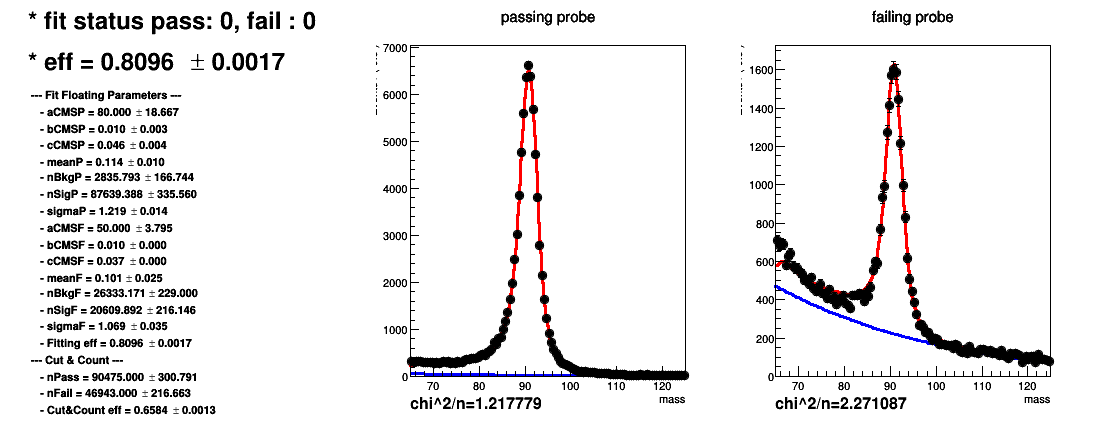 * fit status pass: 0, fail : 0
* eff = 0.8096 ± 0.0017
--- Fit Floating Parameters ---
- aCMSP = 80.000 ± 18.667
- bCMSP = 0.010 ± 0.003
- cCMSP = 0.046 ± 0.004
- meanP = 0.114 ± 0.010
- nBkgP = 2835.793 ± 166.744
- nSigP = 87639.388 ± 335.560
- sigmaP = 1.219 ± 0.014
- aCMSF = 50.000 ± 3.795
- bCMSF = 0.010 ± 0.000
- cCMSF = 0.037 ± 0.000
- meanF = 0.101 ± 0.025
- nBkgF = 26333.171 ± 229.000
- nSigF = 20609.892 ± 216.146
- sigmaF = 1.069 ± 0.035
- Fitting eff = 0.8096 ± 0.0017
--- Cut & Count ---
- nPass = 90475.000 ± 300.791
- nFail = 46943.000 ± 216.663
- Cut&Count eff = 0.6584 ± 0.0013
passing probe
7000
6000
5000
4000
3000
2000
1000
0
70 80 90 100 110 120
mass
chi^2/n=1.217779
failing probe
1600
1400
1200
1000
800
600
400
200
0
70 80 90 100 110 120
mass
chi^2/n=2.271087